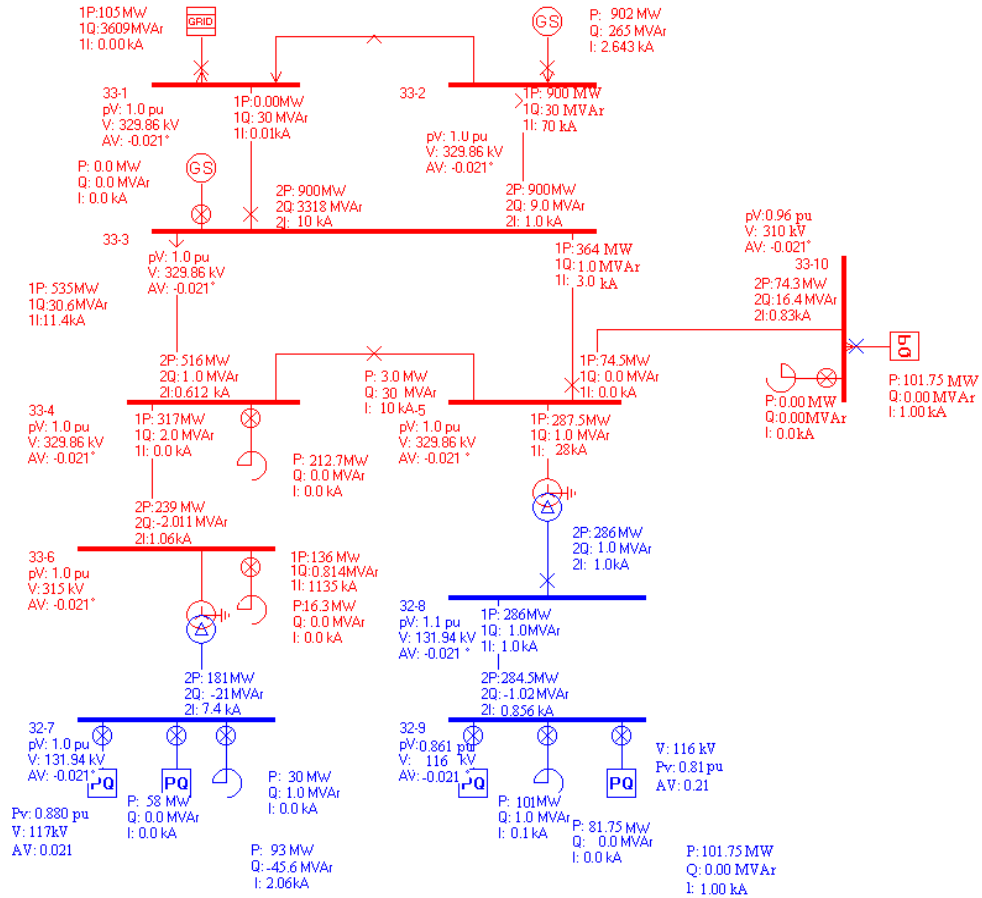 1P:105 MW
1Q:3609MVAr
1I: 0.00 kA
GRID
GS
P: 902 MW
Q: 265 MVAr
I: 2.643 kA
33-1
pV: 1.0 pu
V: 329.86 kV
AV: -0.021°
1P:0.00MW
1Q: 30 MVAr
1I:0.01kA
33-2
pV: 1.0 pu
V: 329.86 kV
AV: -0.021°
1P: 900 MW
1Q:30 MVAr
1I: 70 kA
P: 0.0 MW
Q: 0.0 MVAr
I: 0.0 kA
GS
2P: 900MW
2Q:3318 MVAr
2I: 10 kA
2P: 900MW
2Q: 9.0 MVAr
2I: 1.0 kA
33-3
pV: 1.0 pu
V: 329.86 kV
AV: -0.021°
1P:364 MW
1Q:1.0MVAr
1I: 3.0 kA
pV:0.96 pu
V: 310 kV
AV: -0.021°
33-10
2P:74.3MW
2Q:16.4MVAr
2I:0.83kA
1P: 535MW
1Q:30.6MVAr
1I:11.4kA
2P:516MW
2Q: 1.0 MVAr
2I:0.612 kA
P: 3.0 MW
Q: 30 MVAr
I: 10 kA
1P:74.5MW
1Q: 0.0 MVAr
1I: 0.0 kA
PQ
P: 101.75 MW
Q:0.00 MVAr
I: 1.00 kA
P:0.00 MW
Q:0.00MVAr
I: 0.0kA
33-4
pV: 1.0 pu
V: 329.86 kV
AV: -0.021°
1P:317MW
1Q: 2.0 MVAr
1I: 0.0 kA
P: 212.7MW
Q: 0.0 MVAr
I: 0.0 kA
-5
pV: 1.0 pu
V: 329.86 kV
AV: -0.021°
1P:287.5MW
1Q: 1.0 MVAr
1I: 28kA
2P:239 MW
2Q:-2.011 MVAr
2I:1.06kA
2P: 286 MW
2Q: 1.0 MVAr
2I: 1.0kA
33-6
pV: 1.0 pu
V:315 kV
AV: -0.021°
1P:136 MW
1Q:0.814MVAr
1I: 1135 kA
P:16.3MW
Q: 0.0 MVAr
I: 0.0 kA
32-8
pV: 1.1 pu
V: 131.94 kV
AV: -0.021°
1P: 286MW
1Q: 1.0MVAr
1I: 1.0 kA
2P: 181 MW
2Q: -21 MVAr
2I: 7.4 kA
2P:284.5MW
2Q:-1.02MVAr
2I: 0.856 kA
32-7
pV: 1.0 pu
V: 131.94 kV
AV: -0.021°
PQ
PQ
P: 30 MW
Q: 1.0 MVAr
I: 0.0 kA
32-9
pV:0.861 pu
V: 116 kV
AV:-0.021°
PQ
PQ
V: 116 kV
Pv: 0.81 pu
AV: 0.21
Pv: 0.880 pu
V: 117kV
AV: 0.021
P: 58 MW
Q: 0.0 MVAr
I: 0.0 kA
P: 101MW
Q: 1.0 MVAr
I: 0.1 kA
P: 81.75 MW
Q: 0.0 MVAr
I: 0.0 kA
P: 93 MW
Q:-45.6 MVAr
I: 2.06kA
P: 101.75 MW
Q: 0.00 MVAr
I: 1.00 kA